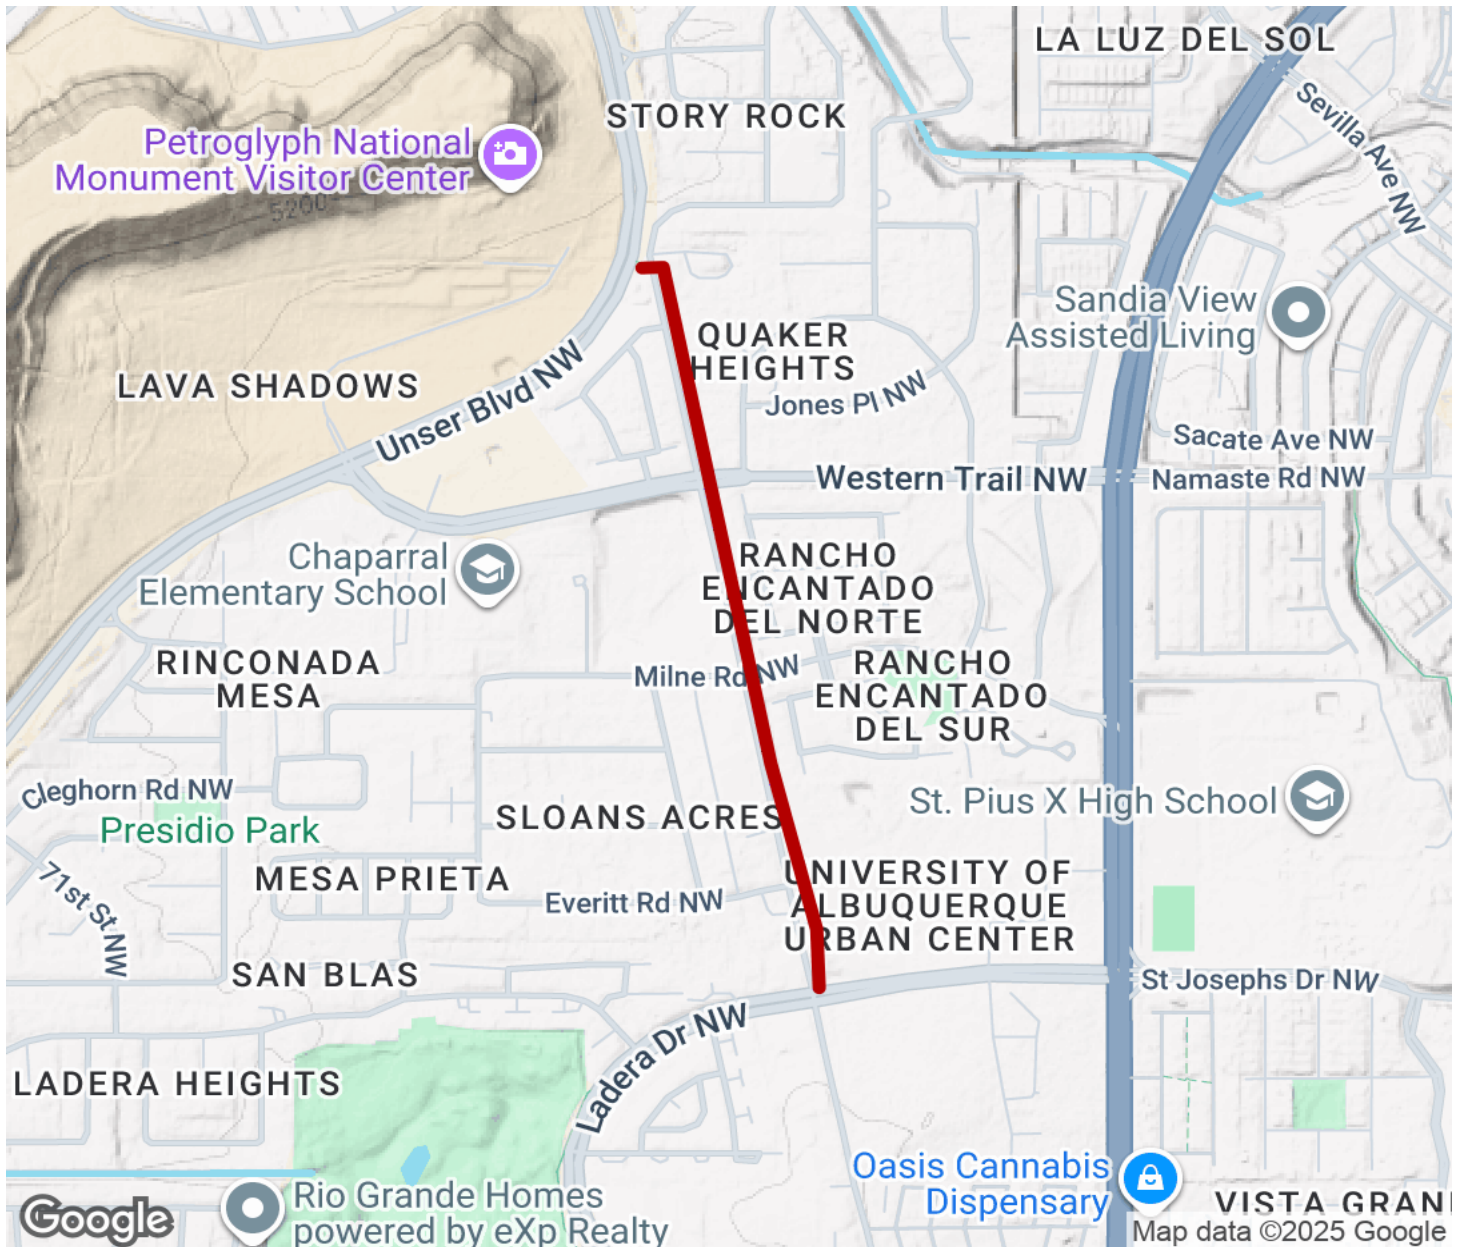 LA LUZ DEL SOL
Sevilla Ave NW
STORY ROCK
Petroglyph National
Monument Visitor Center
5200
Sandia View
Assisted Living
QUAKER
HEIGHTS
Jones Pl NW
LAVA SHADOWS
Unser Blvd NW
Sacate Ave NW
Western Trail NW
Namaste Rd NW
Chaparral
Elementary School
RANCHO
ENCANTADO
DEL NORTE
RINCONADA
MESA
Milne Rd NW
RANCHO
ENCANTADO
DEL SUR
Cleghorn Rd NW
Presidio Park
SLOANS ACRES
St. Pius X High School
71st St NW
MESA PRIETA
Everitt Rd NW
UNIVERSITY OF
ALBUQUERQUE
URBAN CENTER
SAN BLAS
St Josephs Dr NW
Ladera Dr NW
LADERA HEIGHTS
Oasis Cannabis
Dispensary
Rio Grande Homes
powered by eXp Realty
VISTA GRAN
Google
Map data ©2025 Google